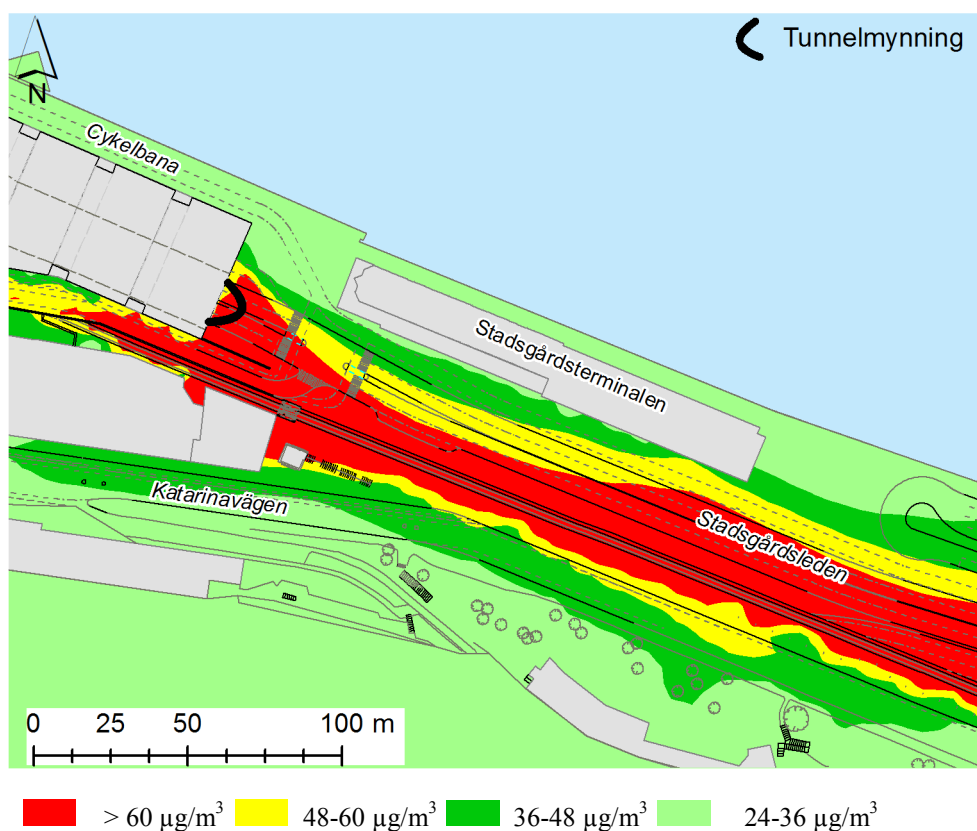 Tunnelmynning
N
Cykelbana
Stadsgårdsterminalen
Katarinavägen
Stadsgårdsleden
0 25 50 100 m
> 60 µg/m³ 48-60 µg/m³ 36-48 µg/m³ 24-36 µg/m³